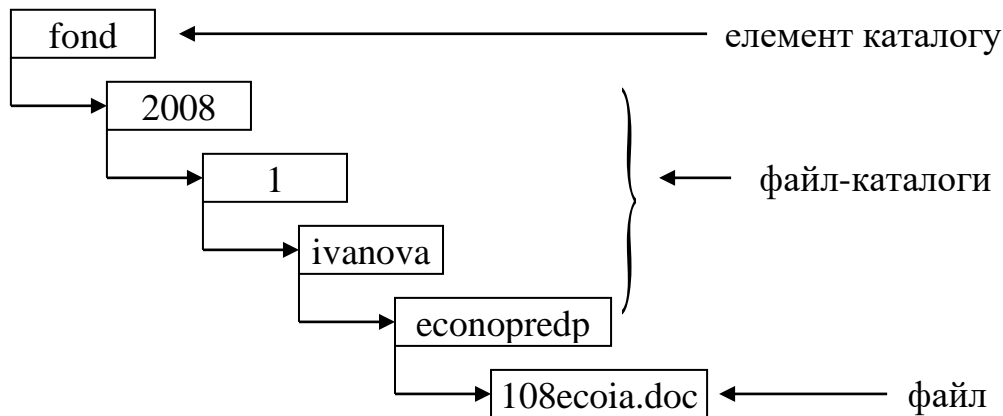 fond
елемент каталогу
2008
1
файл-каталоги
ivanova
econopredp
108ecoia.doc
файл